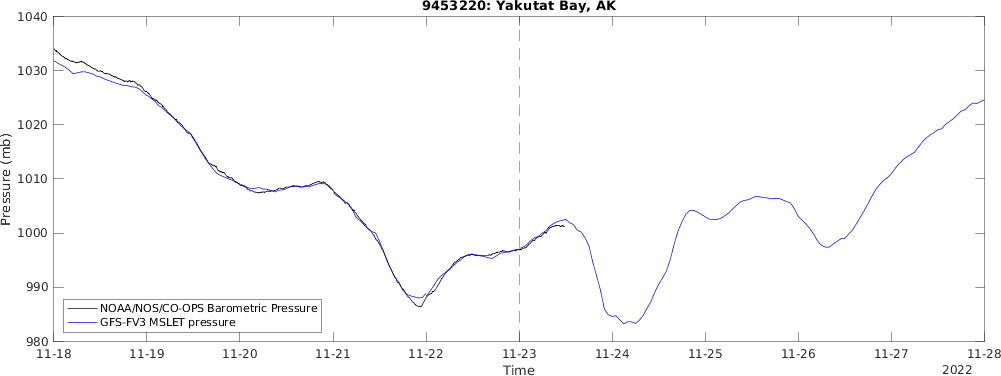 9453220: Yakutat Bay, AK
1040
1030
1020
1010
1000
990
980
Pressure (mb)
NOAA/NOS/CO-OPS Barometric Pressure
GFS-FV3 MSLET pressure
11-18 11-19 11-20 11-21 11-22 11-23 11-24 11-25 11-26 11-27 11-28
Time
2022